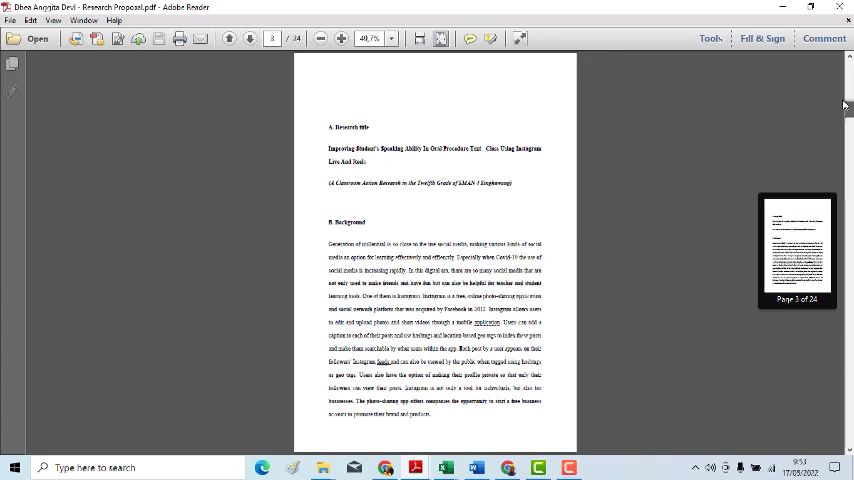 Dhea Anggita Devi - Research Proposal.pdf - Adobe Reader
File Edit View Window Help
Open 3 / 24 49,7% Tools Fill & Sign Comment
A. Research title
Improving Student's Speaking Ability In Oral Procedure Text Class Using Instagram
Live And Reels
(A Classroom Action Research in the Twelfth Grade of SMAN 4 Singkawang)
B. Background
Generation of millennial is so close to the use social media, making various kinds of social
media an option for learning effectively and efficiently. Especially when Covid-19 the use of
social media is increasing rapidly. In this digital era, there are so many social media that are
not only used to make friends and have fun but can also be helpful for teacher and student
learning tools. One of them is Instagram. Instagram is a free, online photo-sharing application
and social network platform that was acquired by Facebook in 2012. Instagram allows users
to edit and upload photos and short videos through a mobile application. Users can add a
caption to each of their posts and use hashtags and location-based geo tags to index these posts
and make them searchable by other users within the app. Each post by a user appears on their
followers' Instagram feeds and can also be viewed by the public when tagged using hashtags
or geo tags. Users also have the option of making their profile private so that only their
followers can view their posts. Instagram is not only a tool for individuals, but also for
businesses. The photo-sharing app offers companies the opportunity to start a free business
account to promote their brand and products.
Page 3 of 24
Type here to search
9:53
17/03/2022